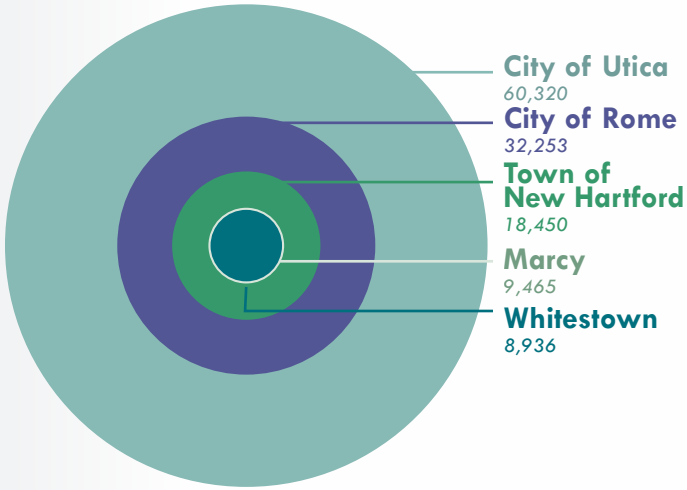 City of Utica
60,320
City of Rome
32,253
Town of
New Hartford
18,450
Marcy
9,465
Whitestown
8,936